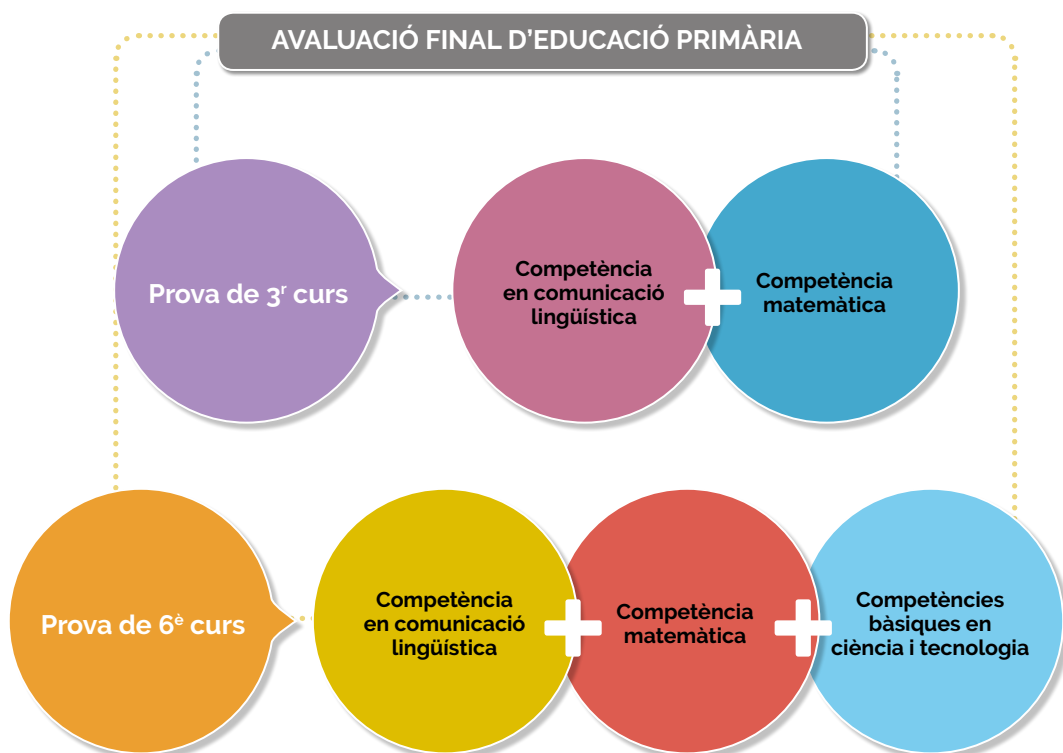 AVALUACIÓ FINAL D'EDUCACIÓ PRIMÀRIA
Prova de 3r curs
Competència
en comunicació
lingüística
Competència
matemàtica
Prova de 6è curs
Competència
en comunicació
lingüística
Competència
matemàtica
Competències
bàsiques en
ciència i tecnologia